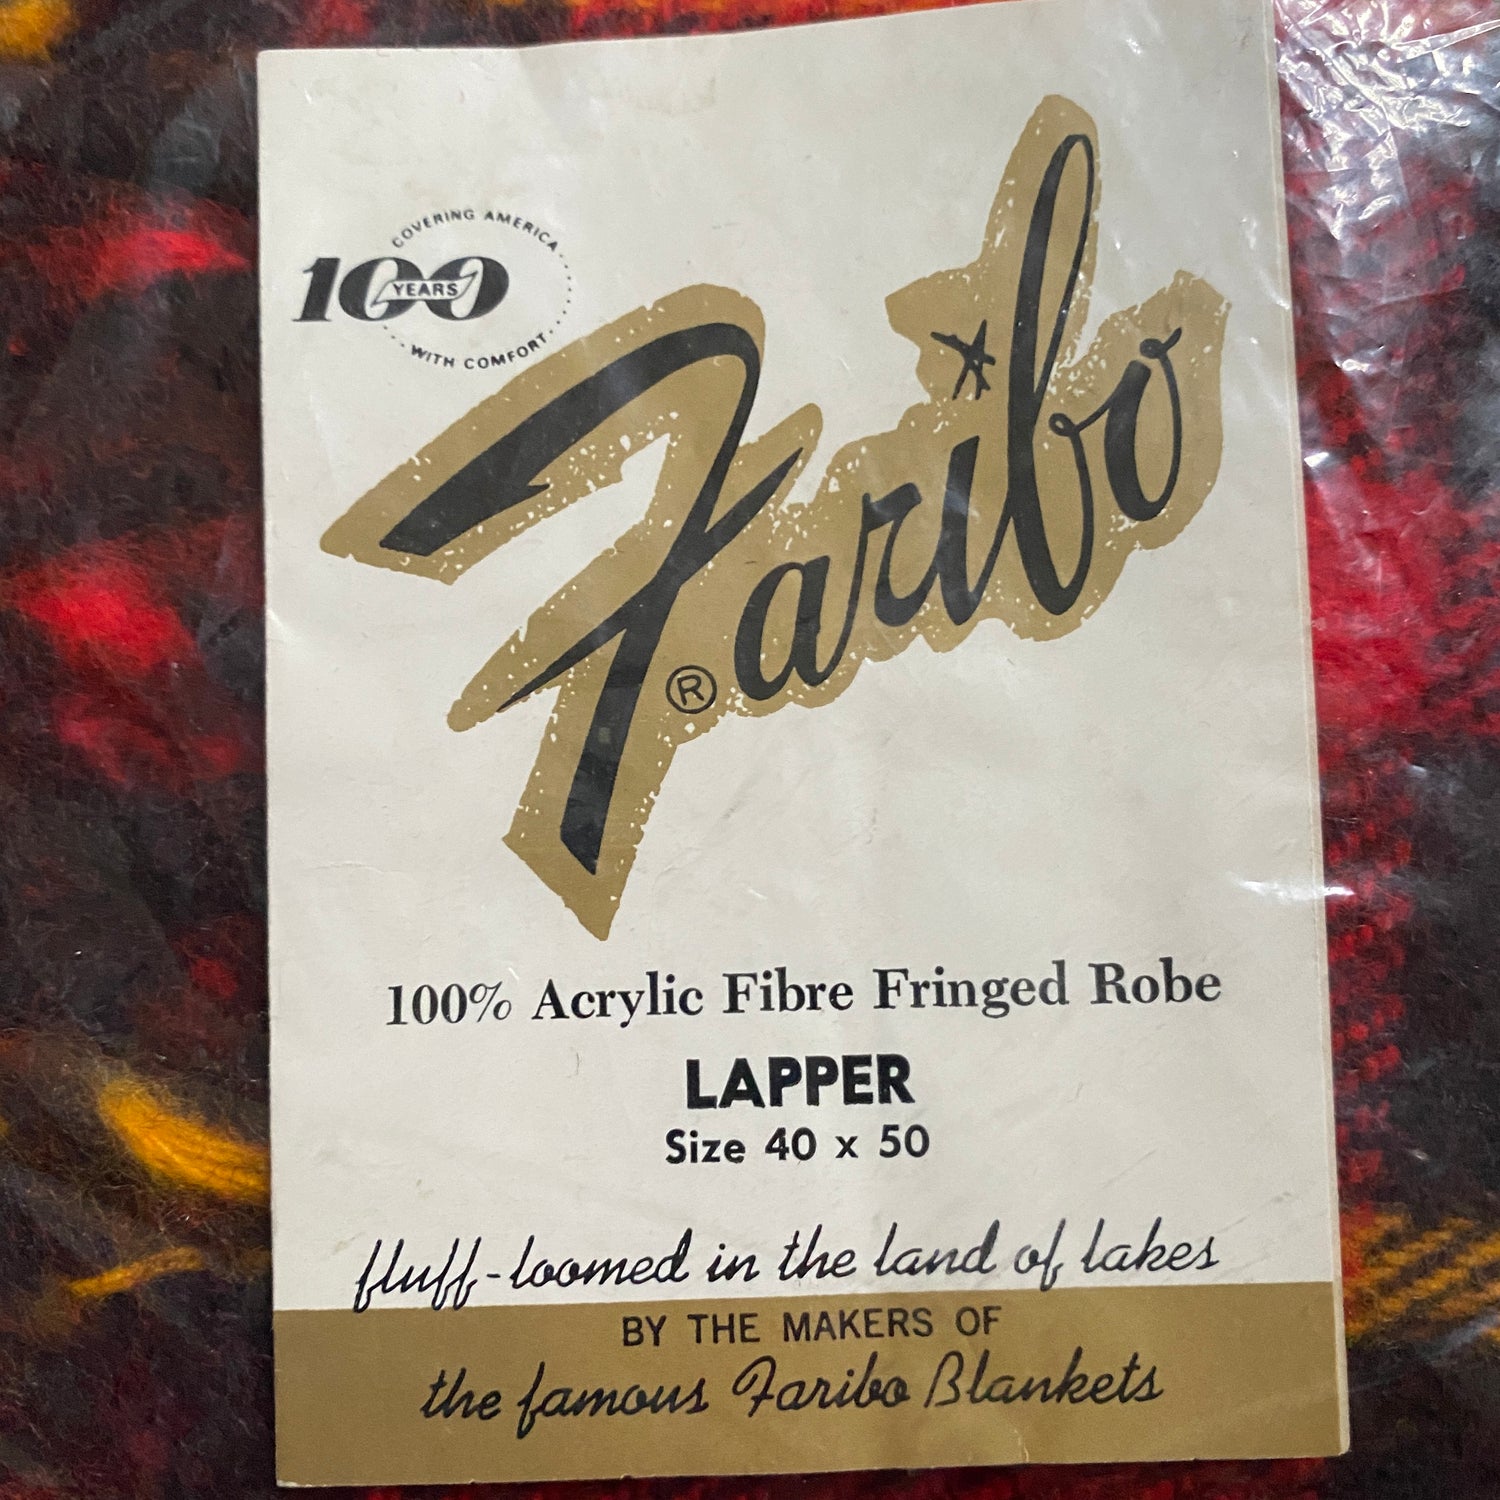 COVERING AMERICA
100
YEARS
WITH COMFORT
Faribo
®
100% Acrylic Fibre Fringed Robe
LAPPER
Size 40 x 50
fluff-loomed in the land of lakes
BY THE MAKERS OF
the famous Faribo Blankets